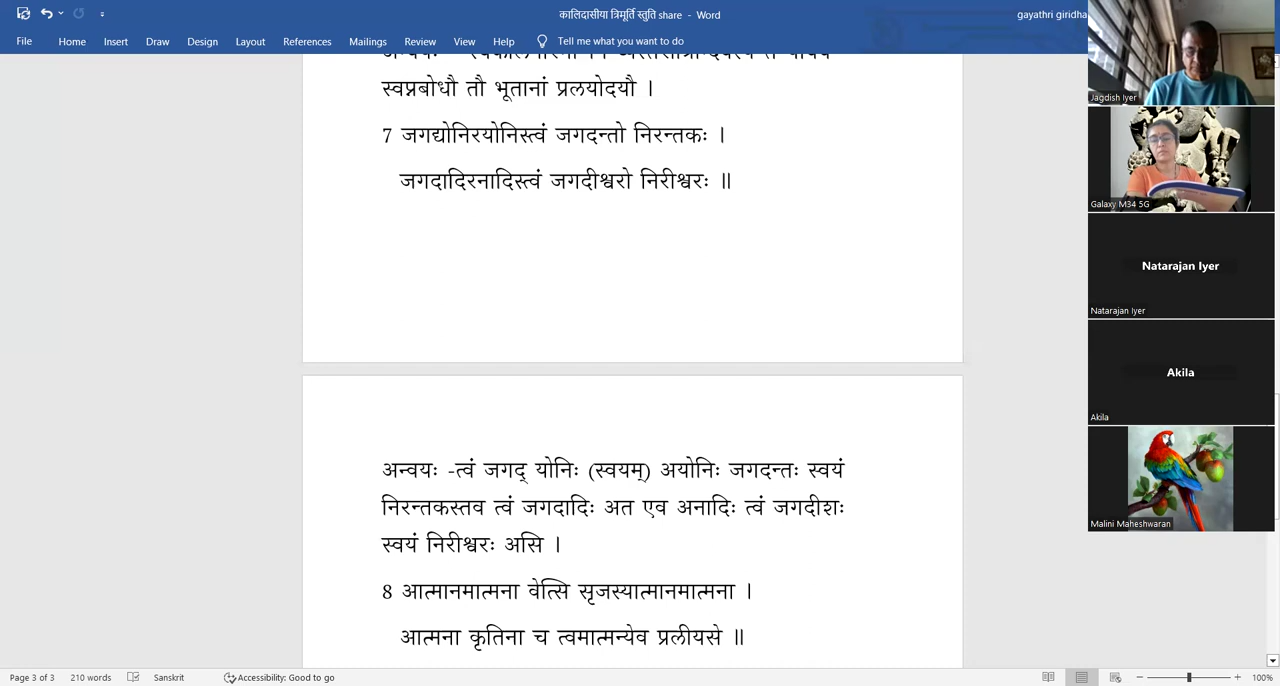 कालिदासीया त्रिमूर्ति स्तुति share - Word
gayathri giridha
File Home Insert Draw Design Layout References Mailings Review View Help Tell me what you want to do
स्वप्नबोधौ तौ भूतानां प्रलयोदयौ ।
7 जगद्योनिरयोनिस्त्वं जगदन्तो निरन्तकः ।
जगदादिरनादिस्त्वं जगदीश्वरो निरीश्वरः ॥
अन्वयः -त्वं जगद् योनिः (स्वयम्) अयोनिः जगदन्तः स्वयं
निरन्तकस्तव त्वं जगदादिः अत एव अनादिः त्वं जगदीशः
स्वयं निरीश्वरः असि ।
8 आत्मानमात्मना वेत्सि सृजस्यात्मानमात्मना ।
आत्मना कृतिना च त्वमात्मन्येव प्रलीयसे ॥
Jagdish Iyer
Galaxy M34 5G
Natarajan Iyer
Natarajan Iyer
Akila
Akila
Malini Maheshwaran
Page 3 of 3 210 words Sanskrit Accessibility: Good to go 100%